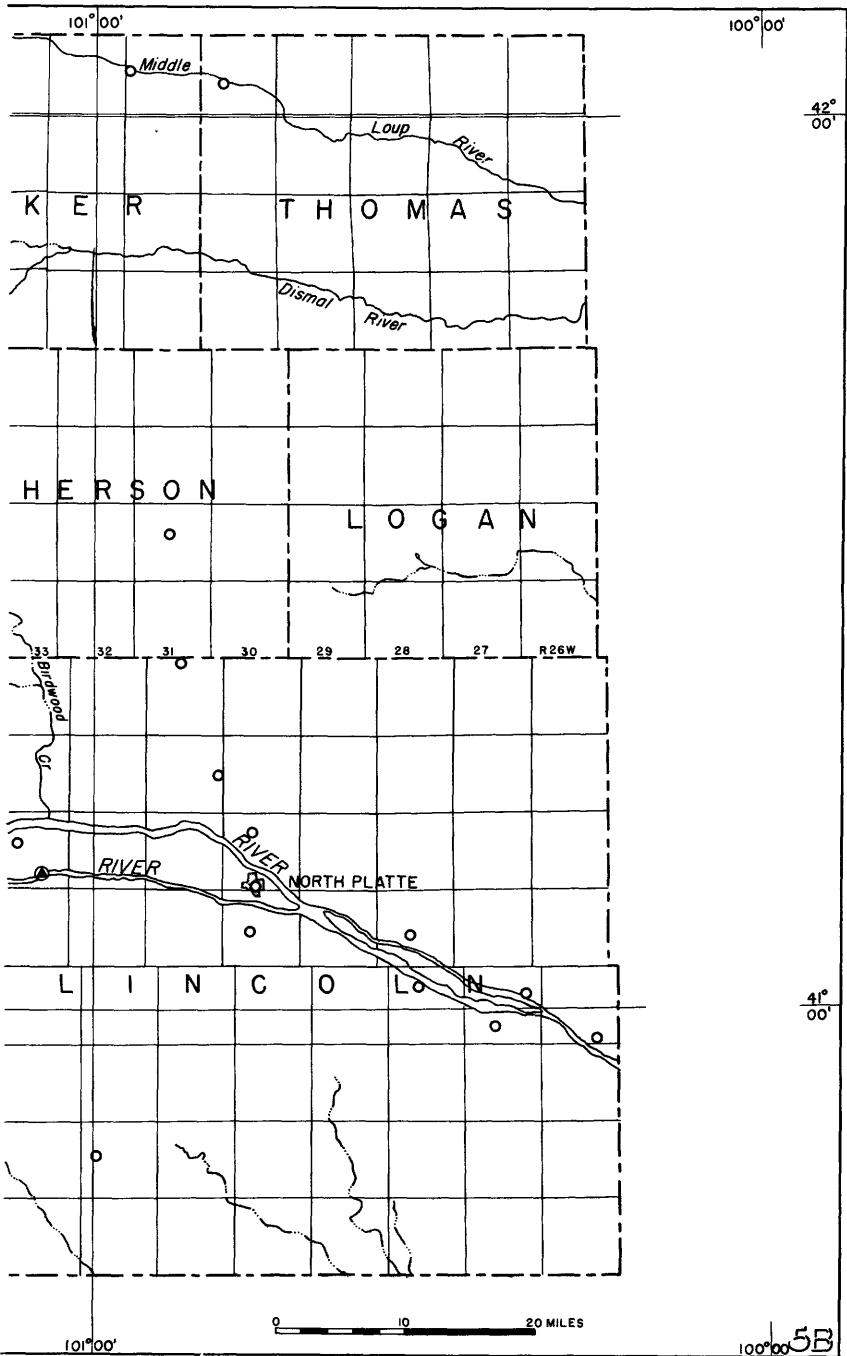 101°00'
100°00'
Middle
42°
00'
Loup
River
K E R
T H O M A S
Dismal
River
H E R S O N
L O G A N
33 32 31 30 29 28 27 R26W
Birdwood
Cr.
RIVER
RIVER
NORTH PLATTE
L I N C O L N
41°
00'
0 10 20 MILES
101°00'
100°00'
5B